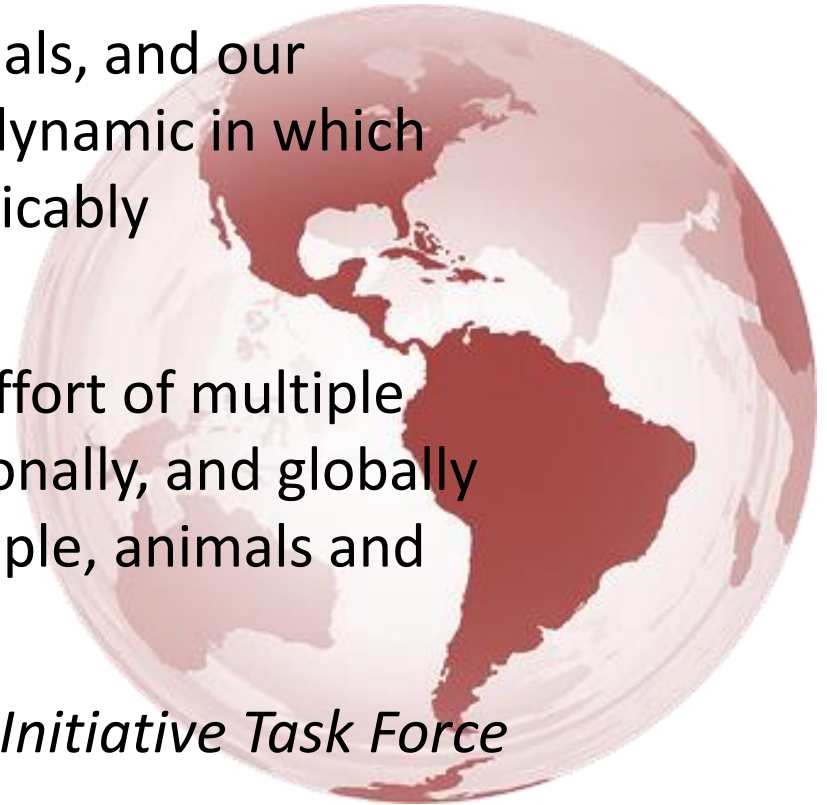 als, and our
dynamic in which
icably
ffort of multiple
onally, and globally
ple, animals and
Initiative Task Force